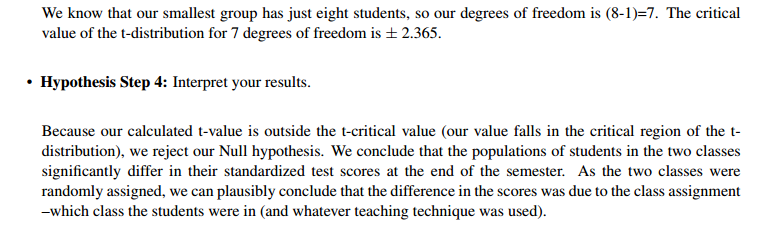 We know that our smallest group has just eight students, so our degrees of freedom is (8-1)=7. The critical
value of the t-distribution for 7 degrees of freedom is ± 2.365.
• Hypothesis Step 4: Interpret your results.
Because our calculated t-value is outside the t-critical value (our value falls in the critical region of the t-
distribution), we reject our Null hypothesis. We conclude that the populations of students in the two classes
significantly differ in their standardized test scores at the end of the semester. As the two classes were
randomly assigned, we can plausibly conclude that the difference in the scores was due to the class assignment
–which class the students were in (and whatever teaching technique was used).